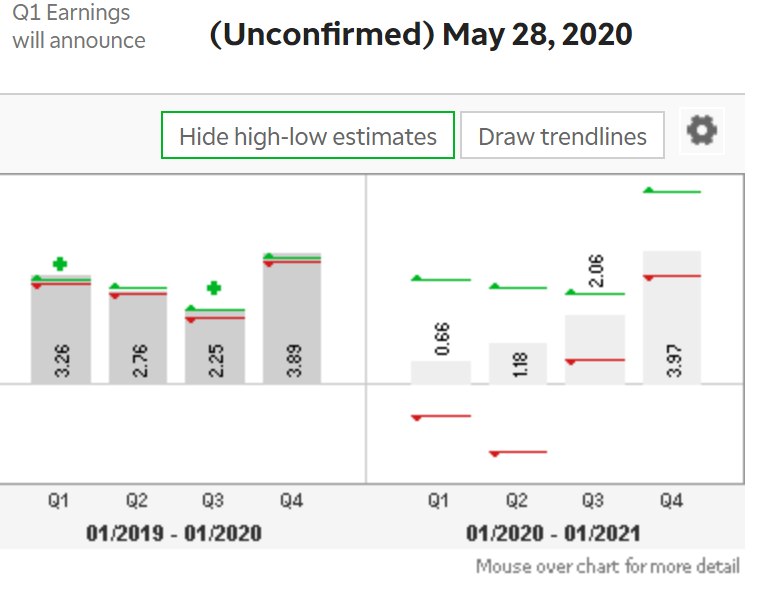 Q1 Earnings
will announce
(Unconfirmed) May 28, 2020
Hide high-low estimates
Draw trendlines
3.26
2.76
2.25
3.89
0.66
1.18
2.06
3.97
Q1 Q2 Q3 Q4 Q1 Q2 Q3 Q4
01/2019 - 01/2020 01/2020 - 01/2021
Mouse over chart for more detail